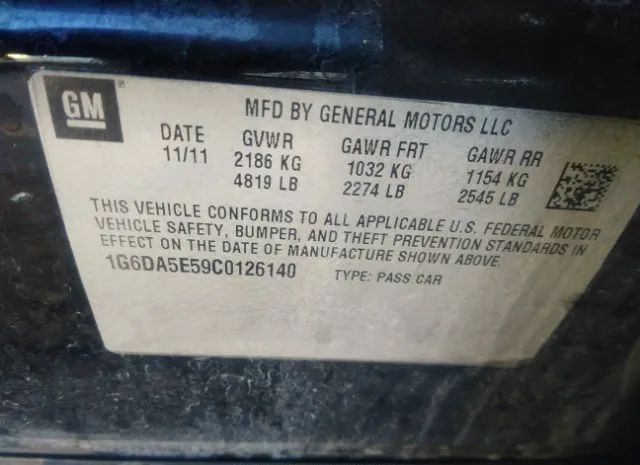 GM
MFD BY GENERAL MOTORS LLC
DATE GVWR GAWR FRT GAWR RR
11/11 2186 KG 1032 KG 1154 KG
4819 LB 2274 LB 2545 LB
THIS VEHICLE CONFORMS TO ALL APPLICABLE U.S. FEDERAL MOTOR
VEHICLE SAFETY, BUMPER, AND THEFT PREVENTION STANDARDS IN
EFFECT ON THE DATE OF MANUFACTURE SHOWN ABOVE.
1G6DA5E59C0126140 TYPE: PASS CAR